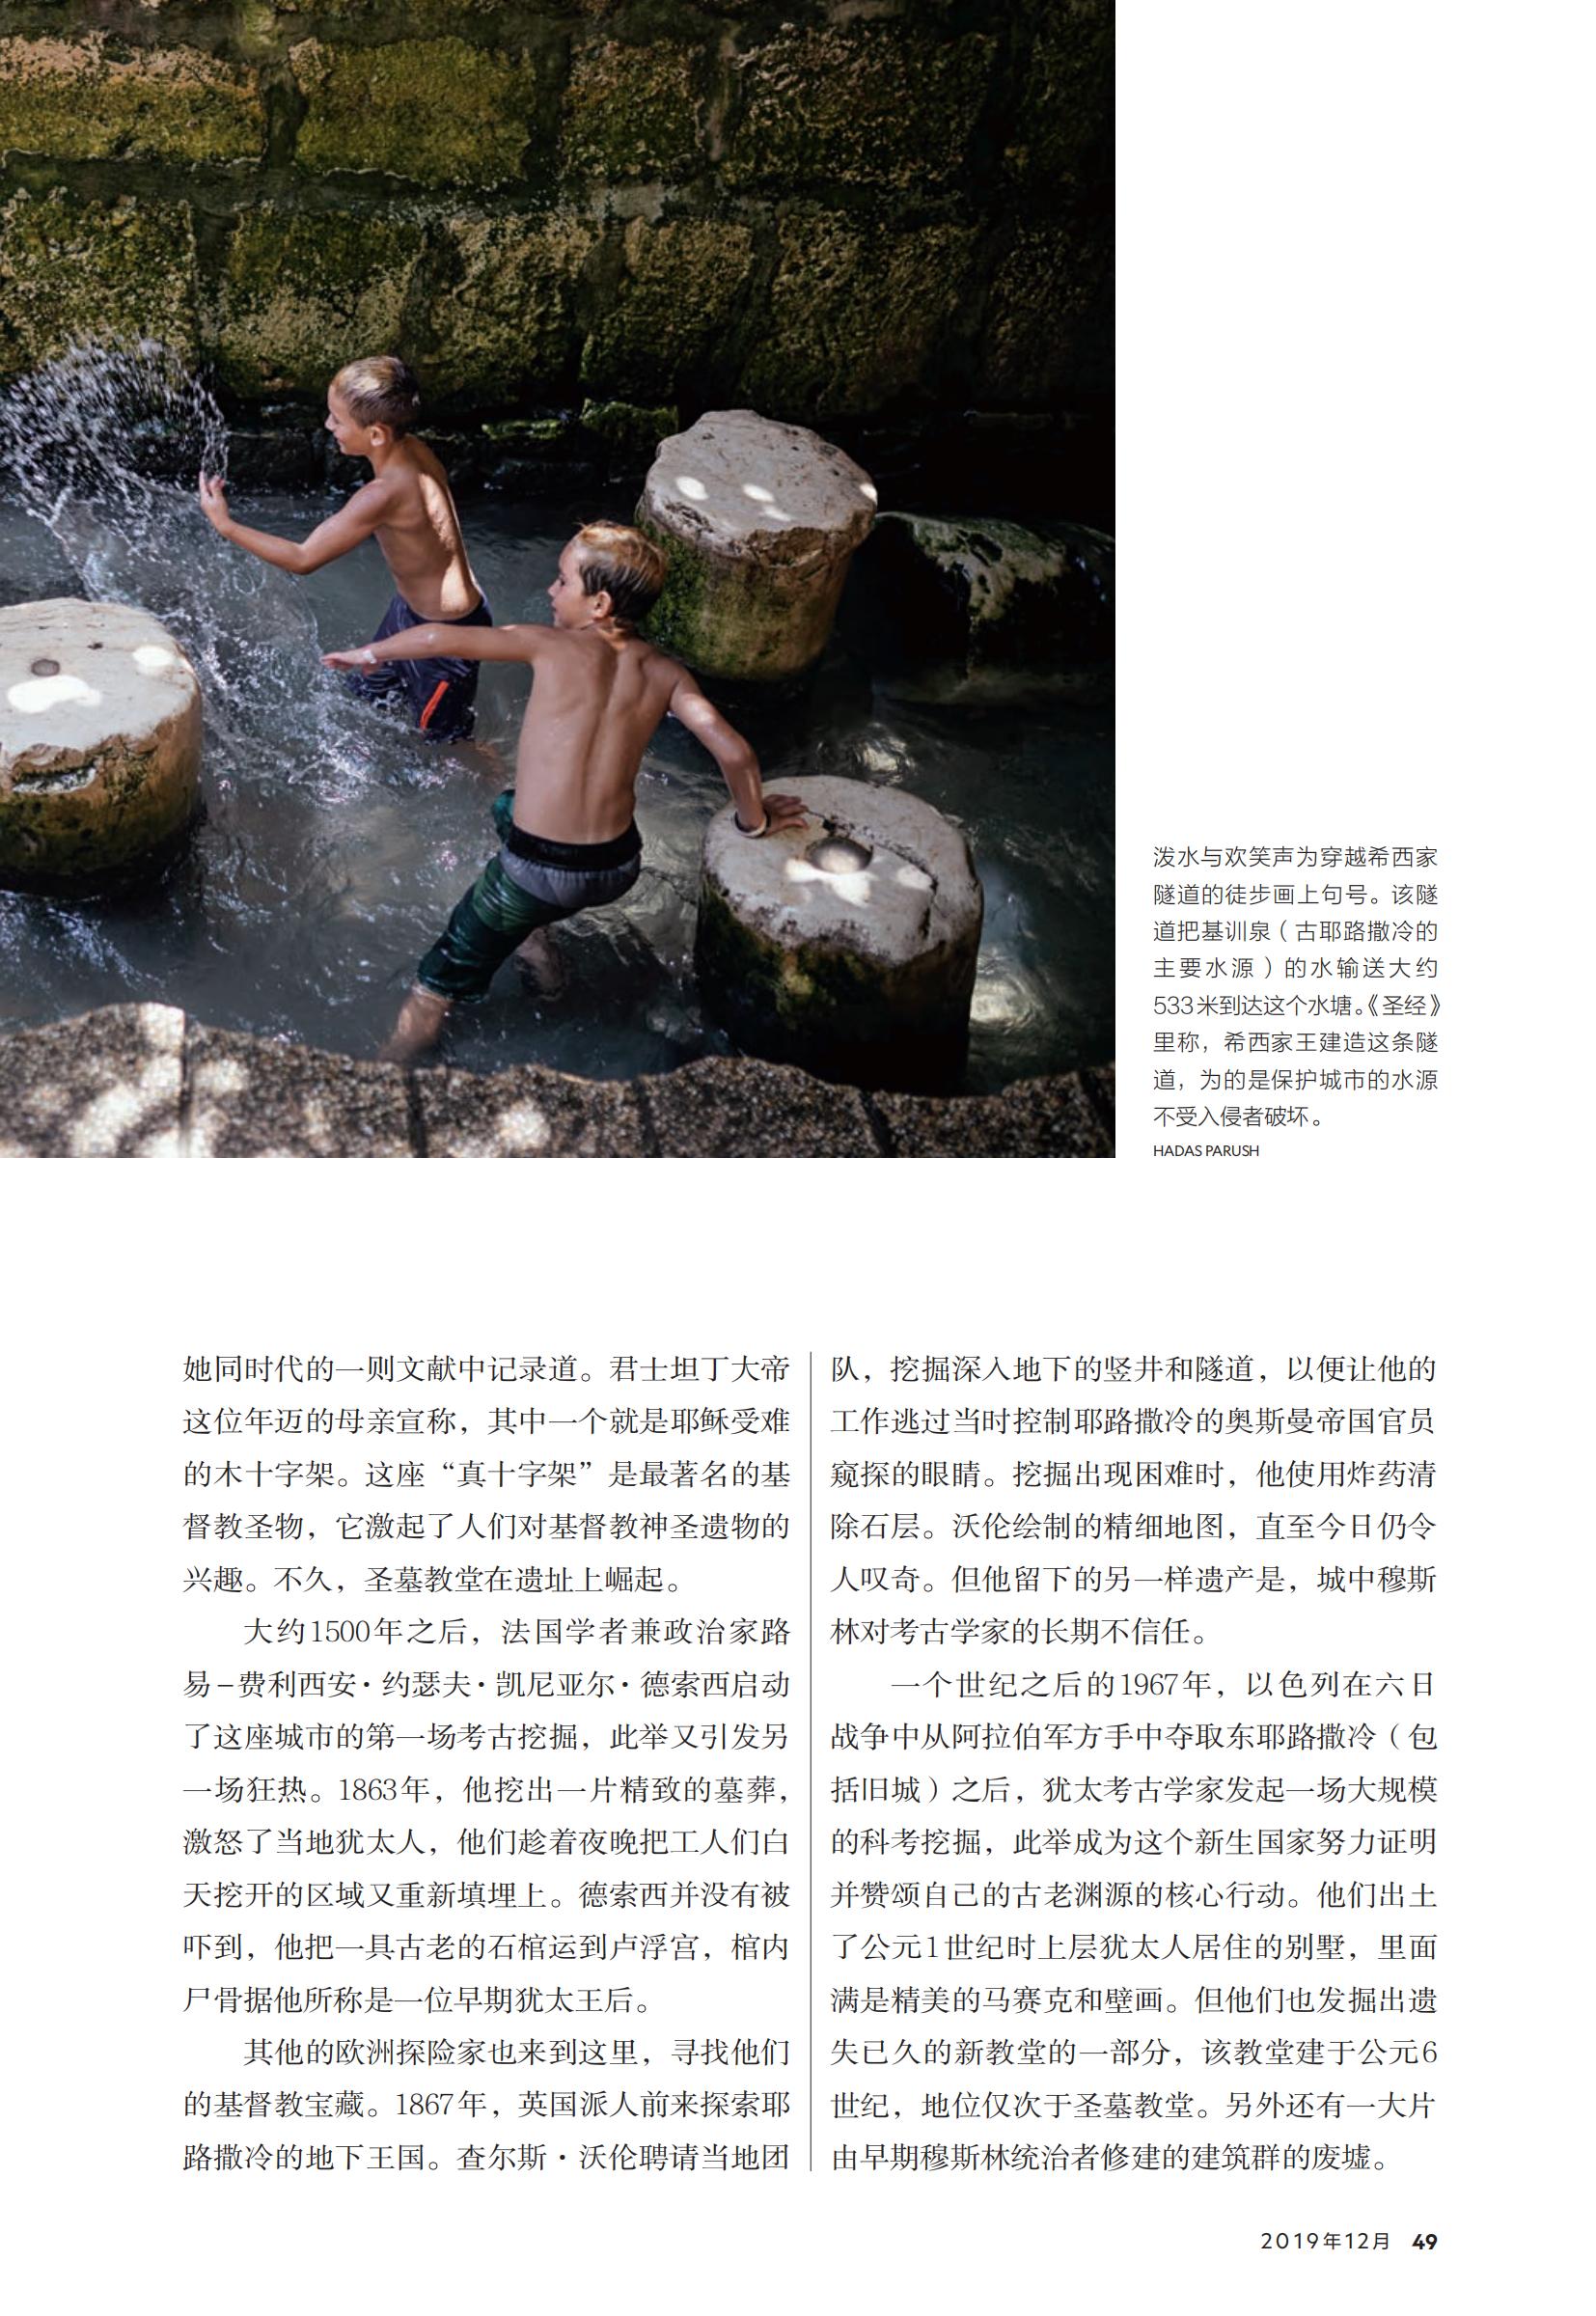 泼水与欢笑声为穿越希西家
隧道的徒步画上句号。该隧
道把基训泉（古耶路撒冷的
主要水源）的水输送大约
533米到达这个水塘。《圣经》
里称，希西家王建造这条隧
道，为的是保护城市的水源
不受入侵者破坏。
HADAS PARUSH
她同时代的一则文献中记录道。君士坦丁大帝
这位年迈的母亲宣称，其中一个就是耶稣受难
的木十字架。这座“真十字架”是最著名的基
督教圣物，它激起了人们对基督教神圣遗物的
兴趣。不久，圣墓教堂在遗址上崛起。
大约1500年之后，法国学者兼政治家路
易–费利西安·约瑟夫·凯尼亚尔·德索西启动
了这座城市的第一场考古挖掘，此举又引发另
一场狂热。1863年，他挖出一片精致的墓葬，
激怒了当地犹太人，他们趁着夜晚把工人们白
天挖开的区域又重新填埋上。德索西并没有被
吓到，他把一具古老的石棺运到卢浮宫，棺内
尸骨据他所称是一位早期犹太王后。
其他的欧洲探险家也来到这里，寻找他们
的基督教宝藏。1867年，英国派人前来探索耶
路撒冷的地下王国。查尔斯·沃伦聘请当地团
队，挖掘深入地下的竖井和隧道，以便让他的
工作逃过当时控制耶路撒冷的奥斯曼帝国官员
窥探的眼睛。挖掘出现困难时，他使用炸药清
除石层。沃伦绘制的精细地图，直至今日仍令
人叹奇。但他留下的另一样遗产是，城中穆斯
林对考古学家的长期不信任。
一个世纪之后的1967年，以色列在六日
战争中从阿拉伯军方手中夺取东耶路撒冷（包
括旧城）之后，犹太考古学家发起一场大规模
的科考挖掘，此举成为这个新生国家努力证明
并赞颂自己的古老渊源的核心行动。他们出土
了公元1世纪时上层犹太人居住的别墅，里面
满是精美的马赛克和壁画。但他们也发掘出遗
失已久的新教堂的一部分，该教堂建于公元6
世纪，地位仅次于圣墓教堂。另外还有一大片
由早期穆斯林统治者修建的建筑群的废墟。
2019年12月 49